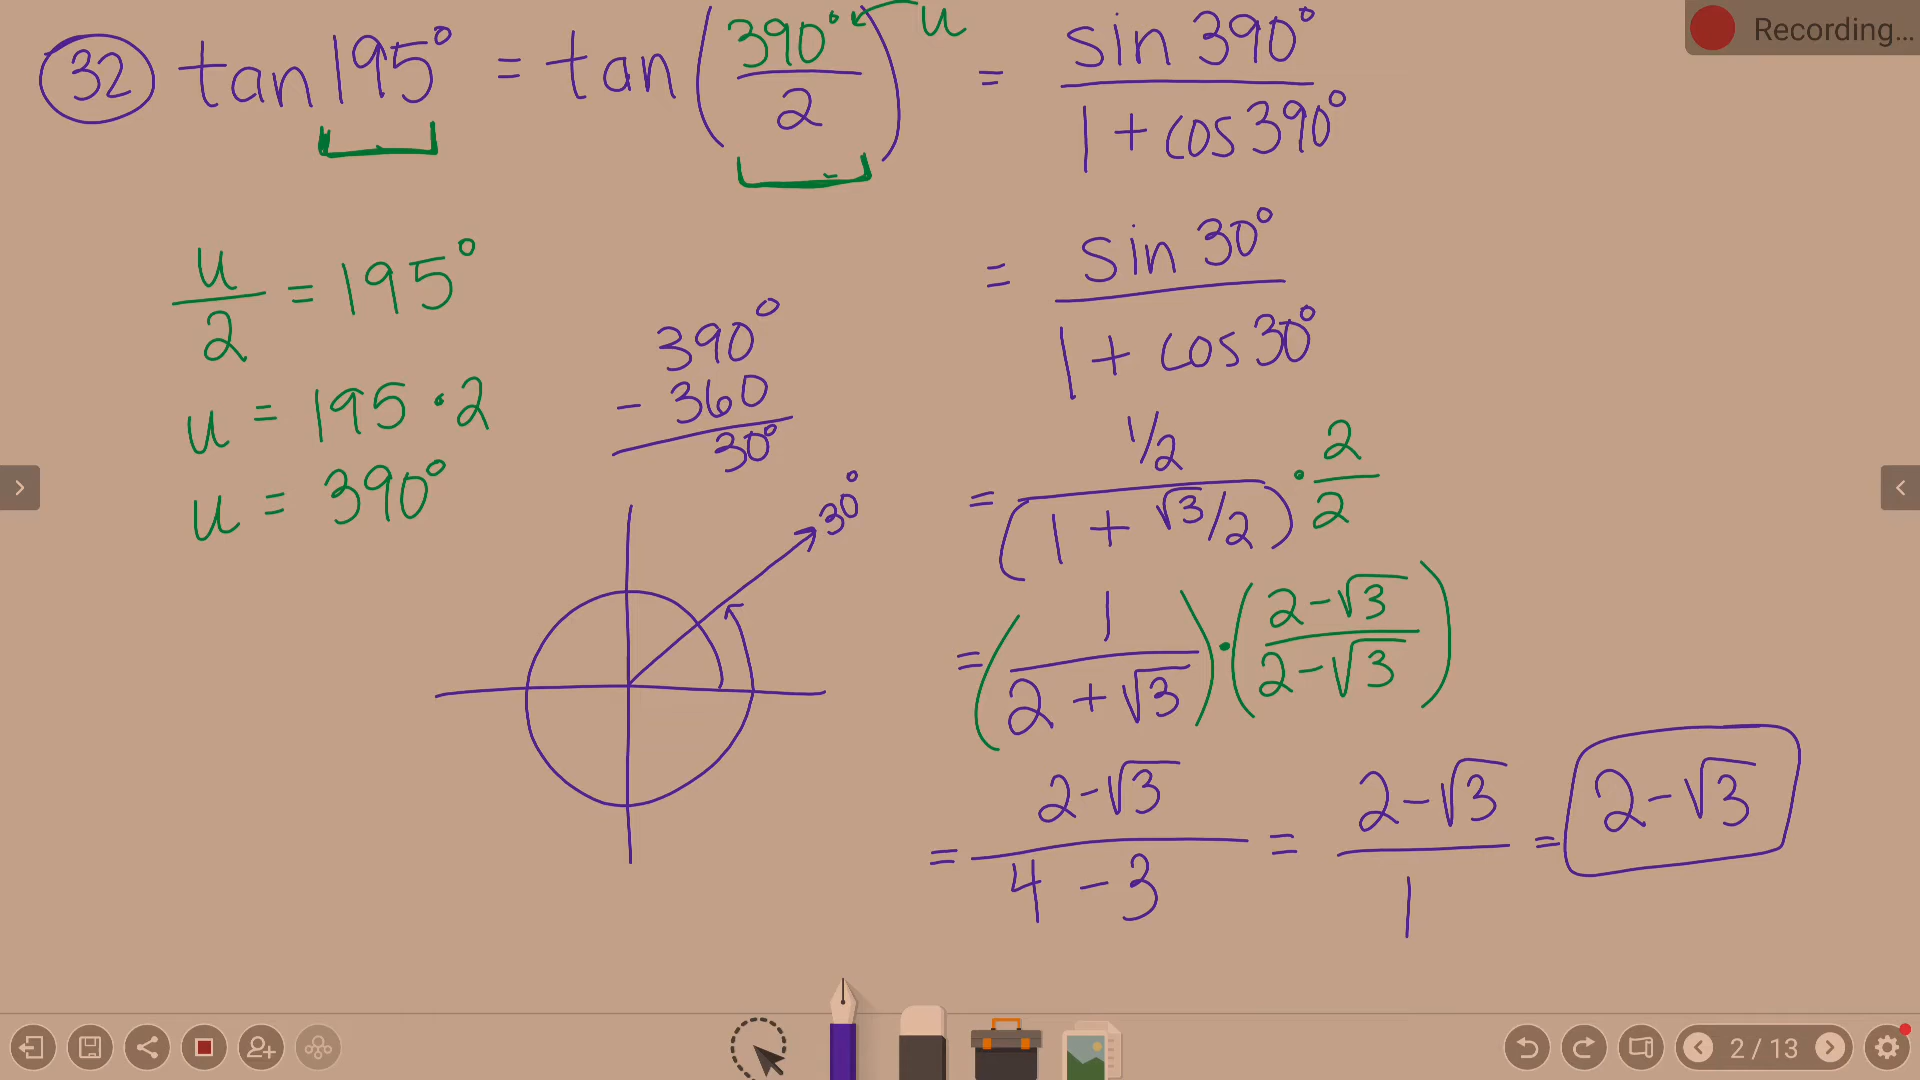 Recording...
32 tan 195° = tan(390°/2) u = sin 390° / 1 + cos 390°
u/2 = 195°
u = 195 · 2
u = 390°
390°
- 360
30°
30°
= sin 30° / 1 + cos 30°
= 1/2 / (1 + √3/2) · 2/2
= (1 / 2 + √3) · (2 - √3 / 2 - √3)
= 2 - √3 / 4 - 3 = 2 - √3 / 1 = 2 - √3
2 / 13